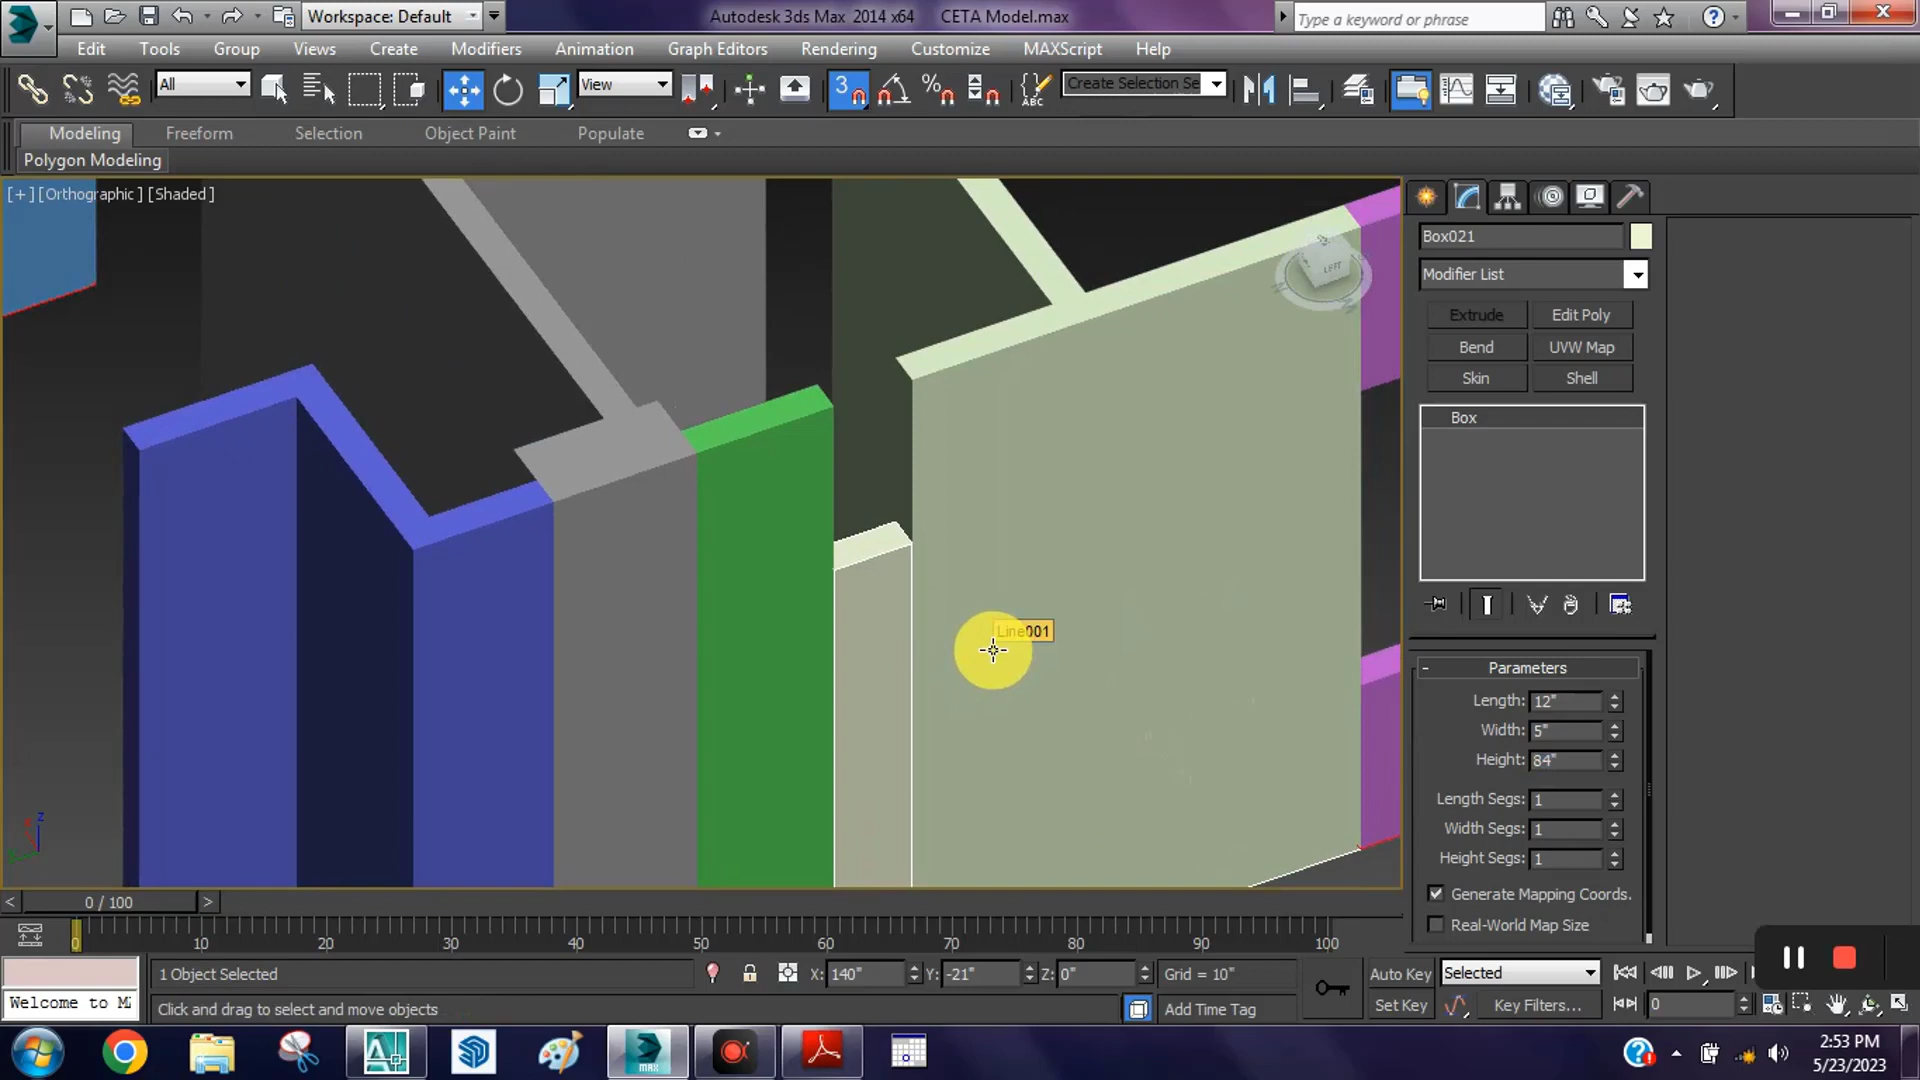 Workspace: Default
Autodesk 3ds Max 2014 x64 CETA Model.max
Type a keyword or phrase
Edit Tools Group Views Create Modifiers Animation Graph Editors Rendering Customize MAXScript Help
All
View
3
%
ABC
Create Selection Se
Modeling Freeform Selection Object Paint Populate
Polygon Modeling
[+] [Orthographic] [Shaded]
LEFT
Line001
z
Box021
Modifier List
Extrude Edit Poly
Bend UVW Map
Skin Shell
Box
- Parameters
Length: 12"
Width: 5"
Height: 84"
Length Segs: 1
Width Segs: 1
Height Segs: 1
Generate Mapping Coords.
Real-World Map Size
< 0 / 100 >
0 10 20 30 40 50 60 70 80 90 100
1 Object Selected X: 140" Y: -21" Z: 0" Grid = 10" Auto Key Selected
Welcome to M
Click and drag to select and move objects Add Time Tag Set Key Key Filters... 0
MAX
2:53 PM
5/23/2023